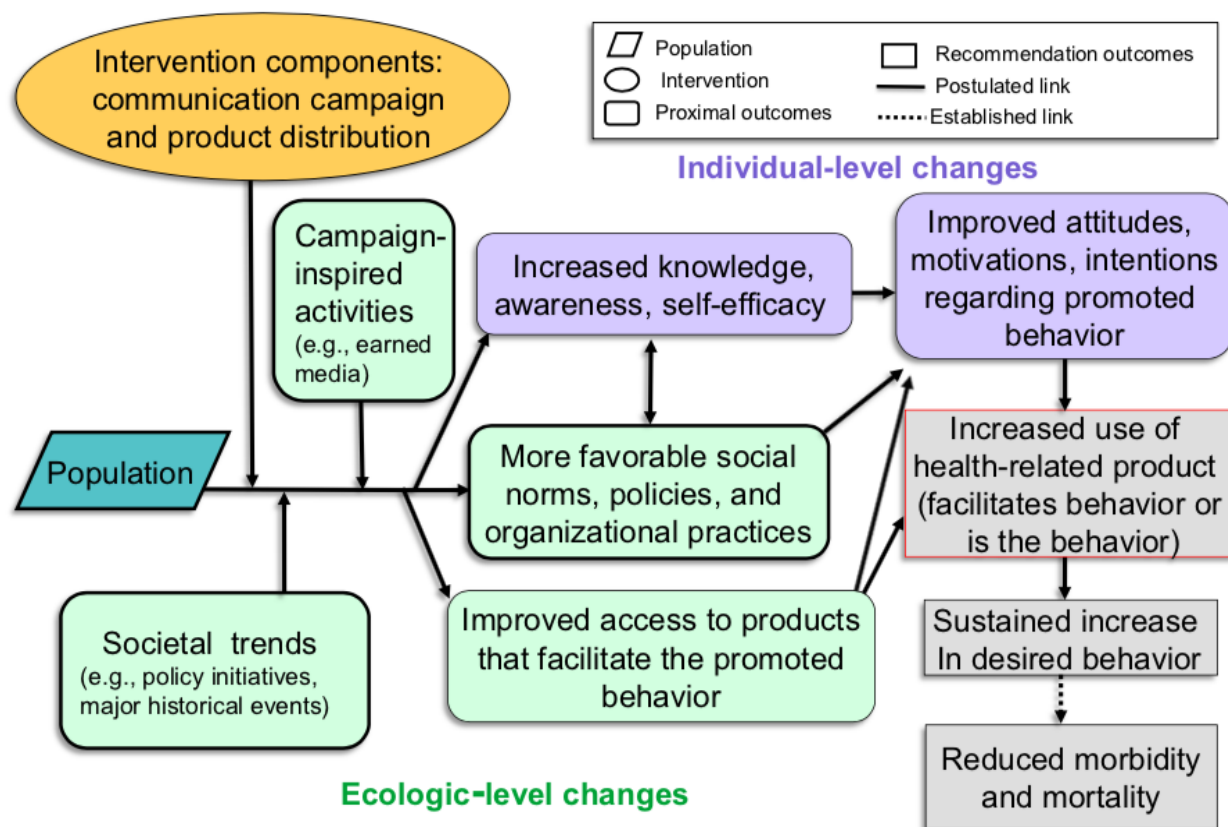 Intervention components:
communication campaign
and product distribution
Population
Intervention
Proximal outcomes
Recommendation outcomes
Postulated link
Established link
Individual-level changes
Campaign-
inspired
activities
(e.g., earned
media)
Increased knowledge,
awareness, self-efficacy
Improved attitudes,
motivations, intentions
regarding promoted
behavior
Population
More favorable social
norms, policies, and
organizational practices
Increased use of
health-related product
(facilitates behavior or
is the behavior)
Societal trends
(e.g., policy initiatives,
major historical events)
Improved access to products
that facilitate the promoted
behavior
Sustained increase
In desired behavior
Reduced morbidity
and mortality
Ecologic-level changes